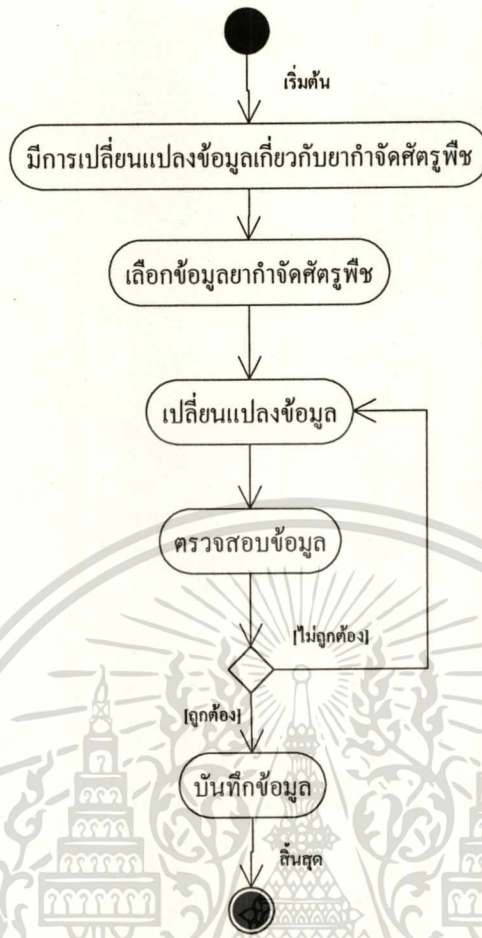 เริ่มต้น
มีการเปลี่ยนแปลงข้อมูลเกี่ยวกับยากำจัดศัตรูพืช
เลือกข้อมูลยากำจัดศัตรูพืช
เปลี่ยนแปลงข้อมูล
ตรวจสอบข้อมูล
[ไม่ถูกต้อง]
[ถูกต้อง]
บันทึกข้อมูล
สิ้นสุด